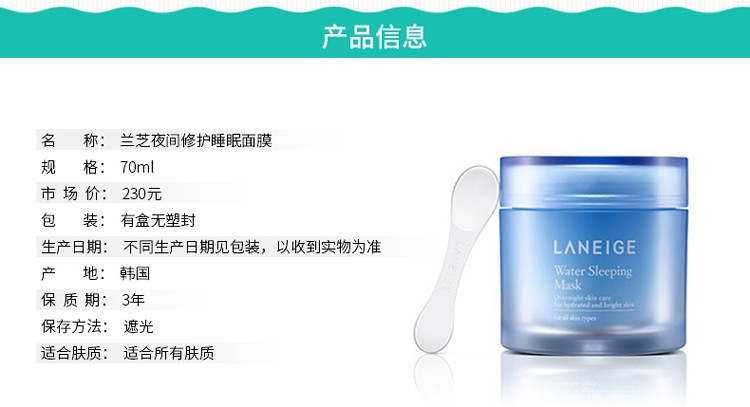 产品信息
名 称： 兰芝夜间修护睡眠面膜
规 格： 70ml
市 场 价： 230元
包 装： 有盒无塑封
生产日期： 不同生产日期见包装，以收到实物为准
产 地： 韩国
保 质 期： 3年
保存方法： 遮光
适合肤质： 适合所有肤质
LANEIGE
LANEIGE
Water Sleeping
Mask
Overnight skin care
for hydrated and bright skin
for all skin types